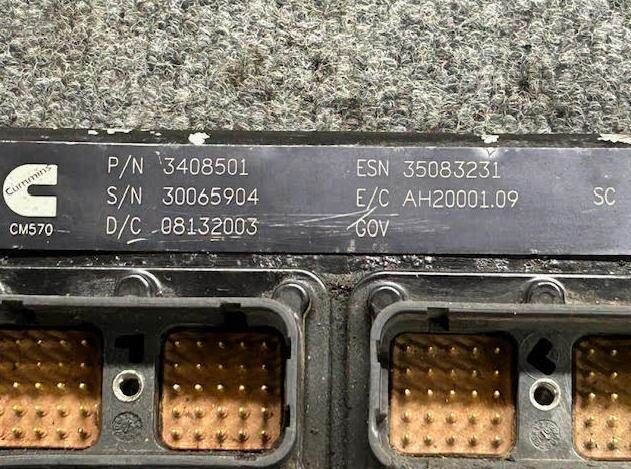 Cummins
CM570
P/N 3408501
S/N 30065904
D/C 08132003
ESN 35083231
E/C AH20001.09
GOV
SC